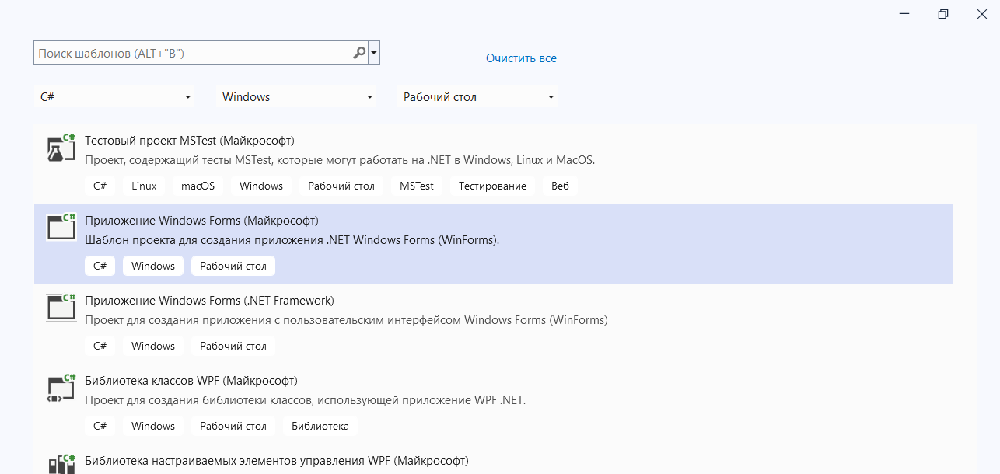 Поиск шаблонов (ALT+"B")
Очистить все
C#
Windows
Рабочий стол
C#
Тестовый проект MSTest (Майкрософт)
Проект, содержащий тесты MSTest, которые могут работать на .NET в Windows, Linux и MacOS.
C# Linux macOS Windows Рабочий стол MSTest Тестирование Веб
C#
Приложение Windows Forms (Майкрософт)
Шаблон проекта для создания приложения .NET Windows Forms (WinForms).
C# Windows Рабочий стол
C#
Приложение Windows Forms (.NET Framework)
Проект для создания приложения с пользовательским интерфейсом Windows Forms (WinForms)
C# Windows Рабочий стол
C#
Библиотека классов WPF (Майкрософт)
Проект для создания библиотеки классов, использующей приложение WPF .NET.
C# Windows Рабочий стол Библиотека
C#
Библиотека настраиваемых элементов управления WPF (Майкрософт)